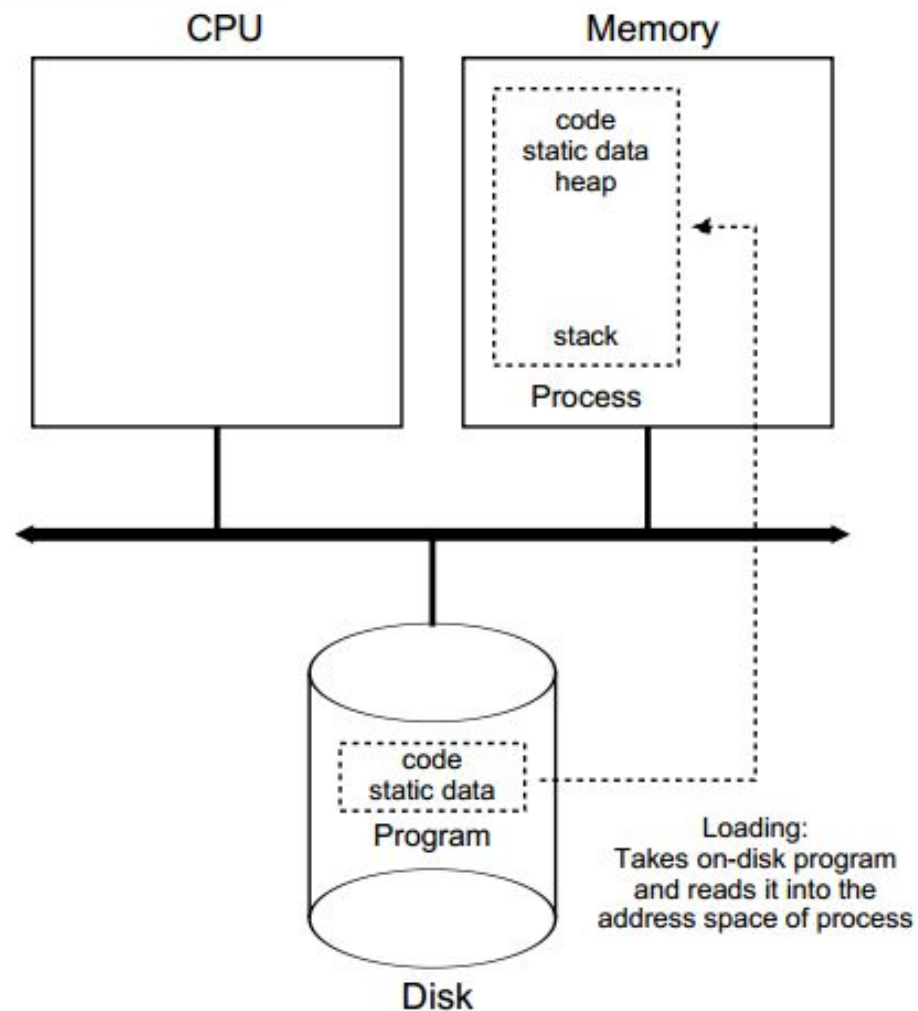 CPU
Memory
code
static data
heap
stack
Process
code
static data
Program
Loading:
Takes on-disk program
and reads it into the
address space of process
Disk